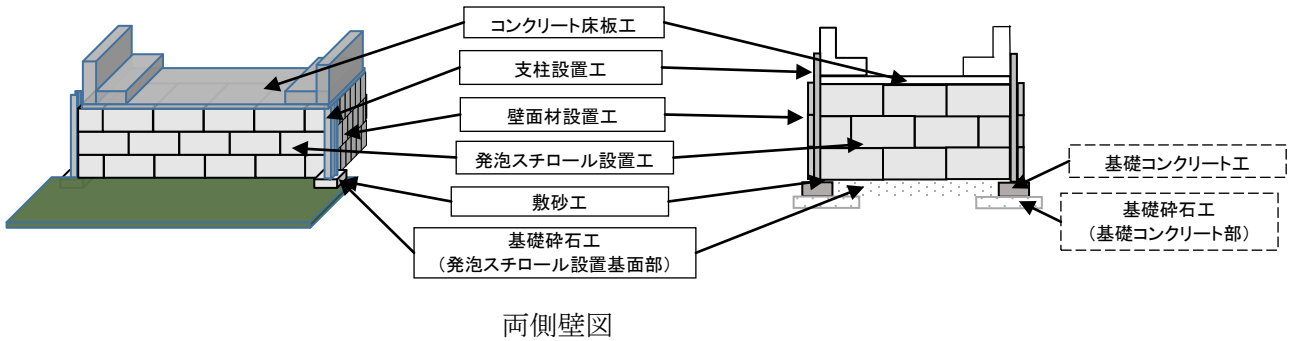 コンクリート床板工
支柱設置工
壁面材設置工
発泡スチロール設置工
敷砂工
基礎砕石工
（発泡スチロール設置基面部）
基礎コンクリート工
基礎砕石工
（基礎コンクリート部）
両側壁図